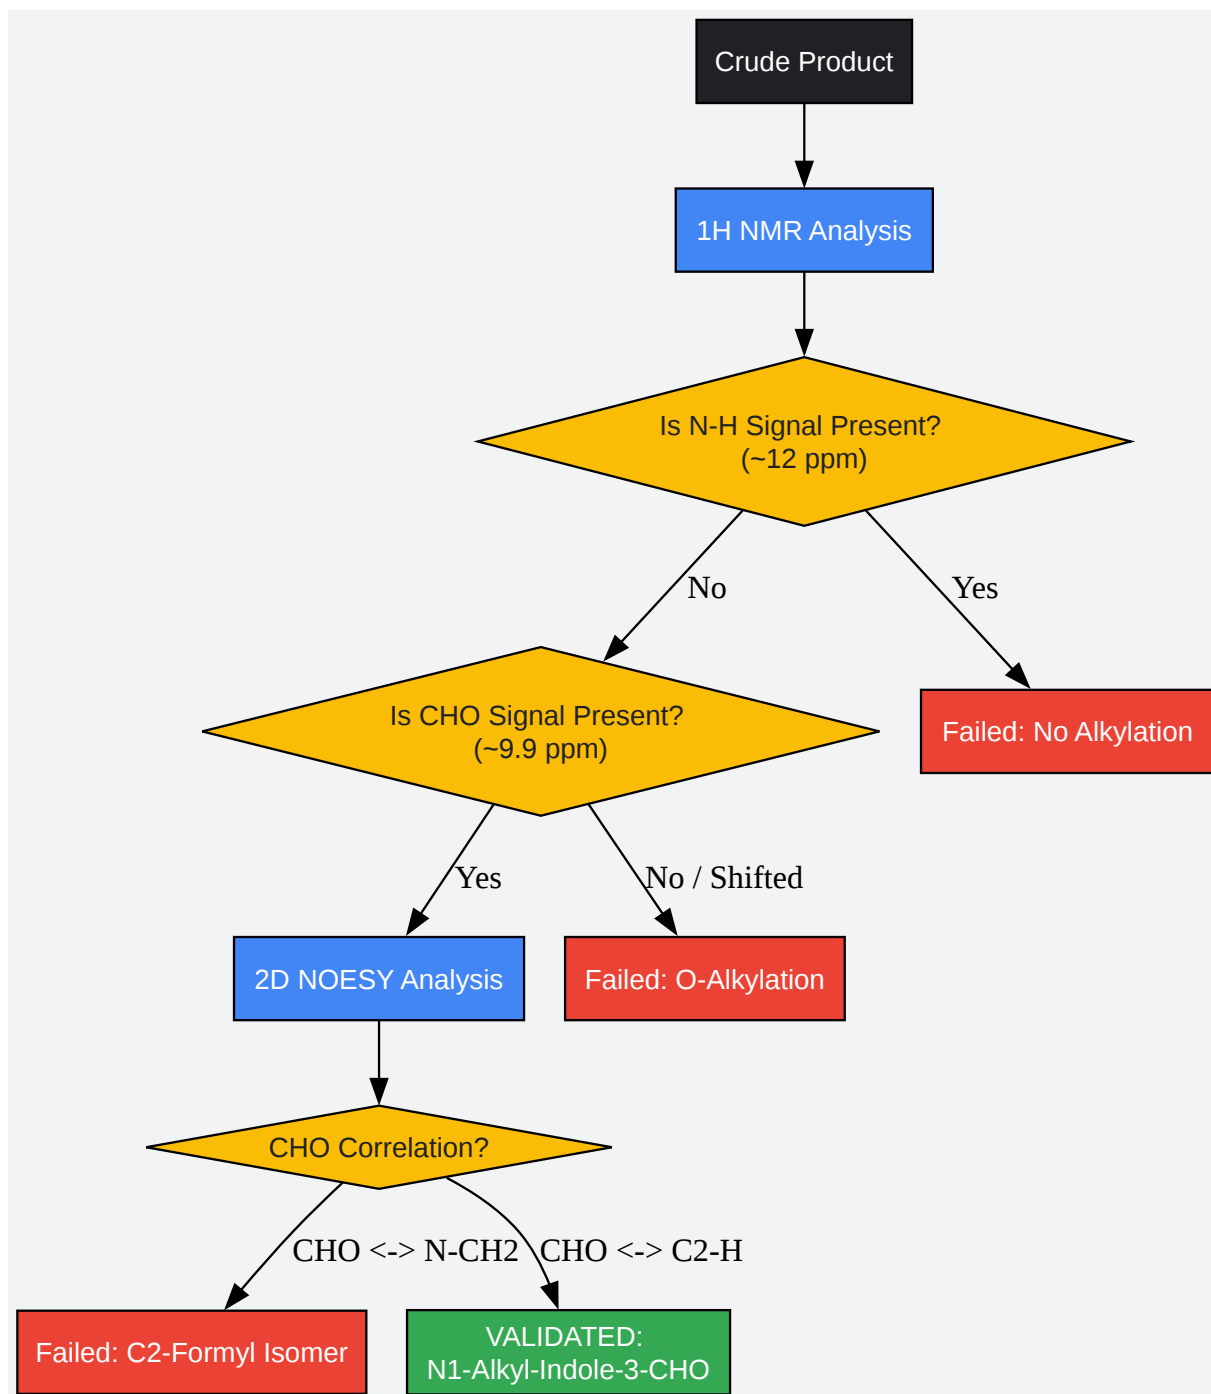 Crude Product
1H NMR Analysis
Is N-H Signal Present?
(~12 ppm)
No
Yes
Is CHO Signal Present?
(~9.9 ppm)
Failed: No Alkylation
Yes
No / Shifted
2D NOESY Analysis
Failed: O-Alkylation
CHO Correlation?
CHO <-> N-CH2
CHO <-> C2-H
Failed: C2-Formyl Isomer
VALIDATED:
N1-Alkyl-Indole-3-CHO